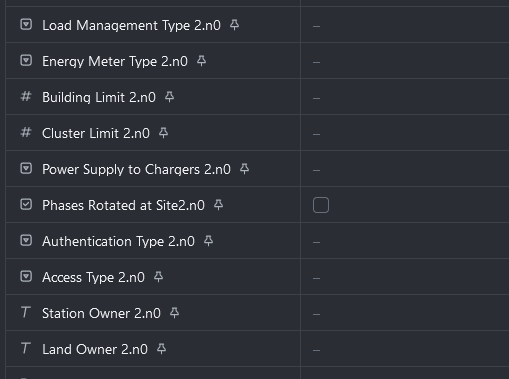 Load Management Type 2.n0 –
Energy Meter Type 2.n0 –
Building Limit 2.n0 –
Cluster Limit 2.n0 –
Power Supply to Chargers 2.n0 –
Phases Rotated at Site2.n0
Authentication Type 2.n0 –
Access Type 2.n0 –
Station Owner 2.n0 –
Land Owner 2.n0 –